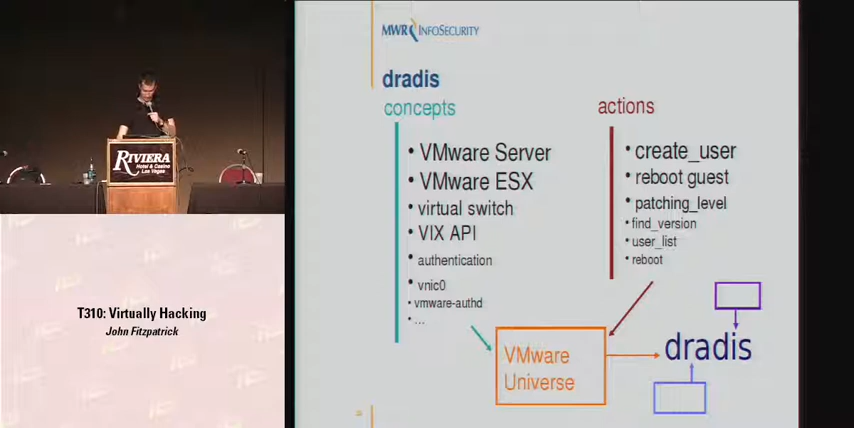 MWR INFOSECURITY
dradis
concepts
actions
• VMware Server
• VMware ESX
• virtual switch
• VIX API
• authentication
• vnic0
• vmware-authd
• ...
• create_user
• reboot guest
• patching_level
• find_version
• user_list
• reboot
VMware
Universe
dradis
RIVIERA
Hotel & Casino
Las Vegas
T310: Virtually Hacking
John Fitzpatrick